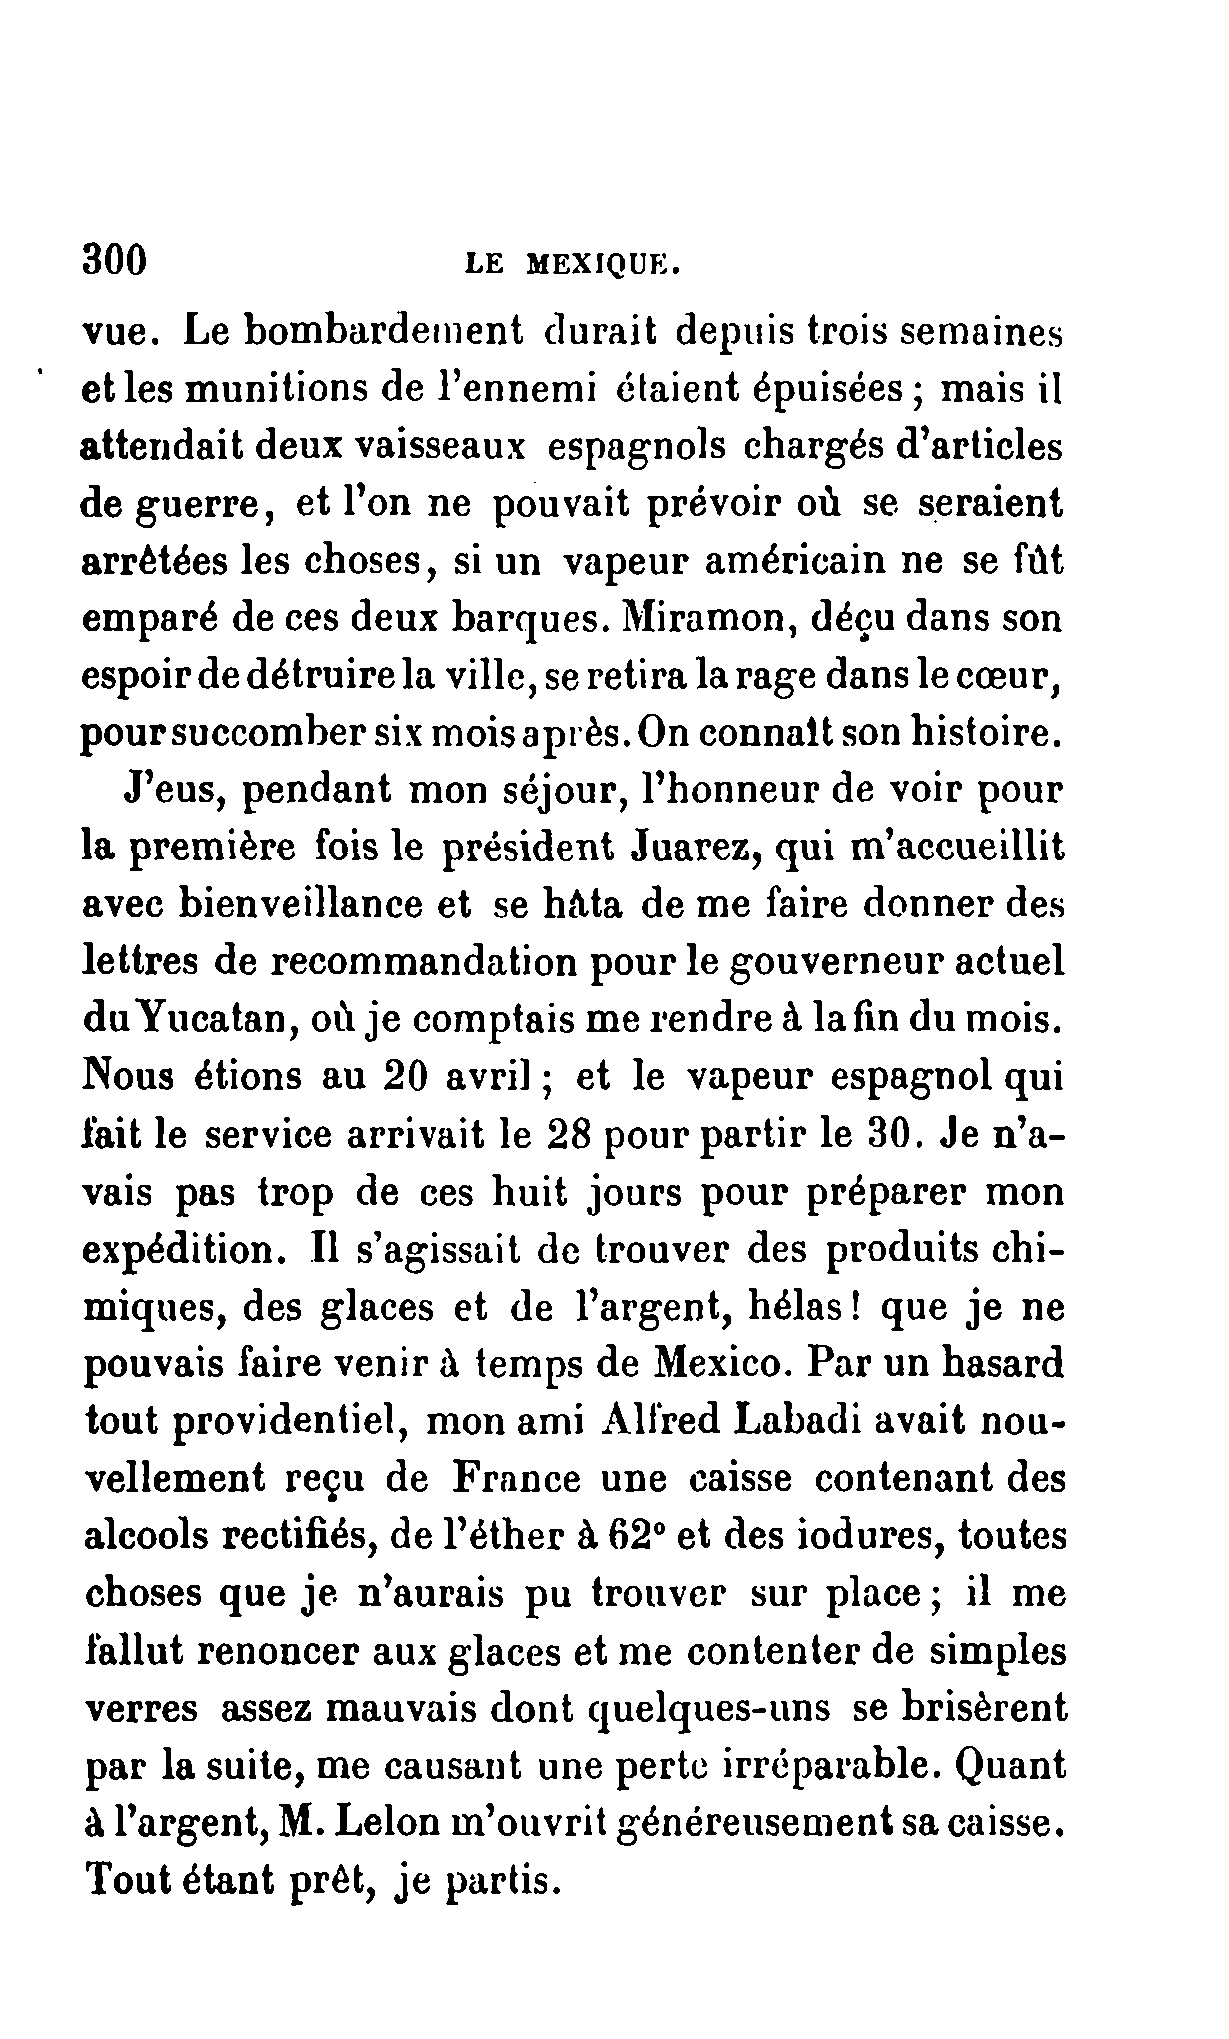 300 LE MEXIQUE.
vue. Le bombardement durait depuis trois semaines
et les munitions de l'ennemi étaient épuisées ; mais il
attendait deux vaisseaux espagnols chargés d'articles
de guerre, et l'on ne pouvait prévoir où se seraient
arrêtées les choses, si un vapeur américain ne se fût
emparé de ces deux barques. Miramon, déçu dans son
espoir de détruire la ville, se retira la rage dans le cœur,
pour succomber six mois après. On connaît son histoire.
J'eus, pendant mon séjour, l'honneur de voir pour
la première fois le président Juarez, qui m'accueillit
avec bienveillance et se hâta de me faire donner des
lettres de recommandation pour le gouverneur actuel
du Yucatan, où je comptais me rendre à la fin du mois.
Nous étions au 20 avril ; et le vapeur espagnol qui
fait le service arrivait le 28 pour partir le 30. Je n'a-
vais pas trop de ces huit jours pour préparer mon
expédition. Il s'agissait de trouver des produits chi-
miques, des glaces et de l'argent, hélas ! que je ne
pouvais faire venir à temps de Mexico. Par un hasard
tout providentiel, mon ami Alfred Labadi avait nou-
vellement reçu de France une caisse contenant des
alcools rectifiés, de l'éther à 62° et des iodures, toutes
choses que je n'aurais pu trouver sur place ; il me
fallut renoncer aux glaces et me contenter de simples
verres assez mauvais dont quelques-uns se brisèrent
par la suite, me causant une perte irréparable. Quant
à l'argent, M. Lelon m'ouvrit généreusement sa caisse.
Tout étant prêt, je partis.